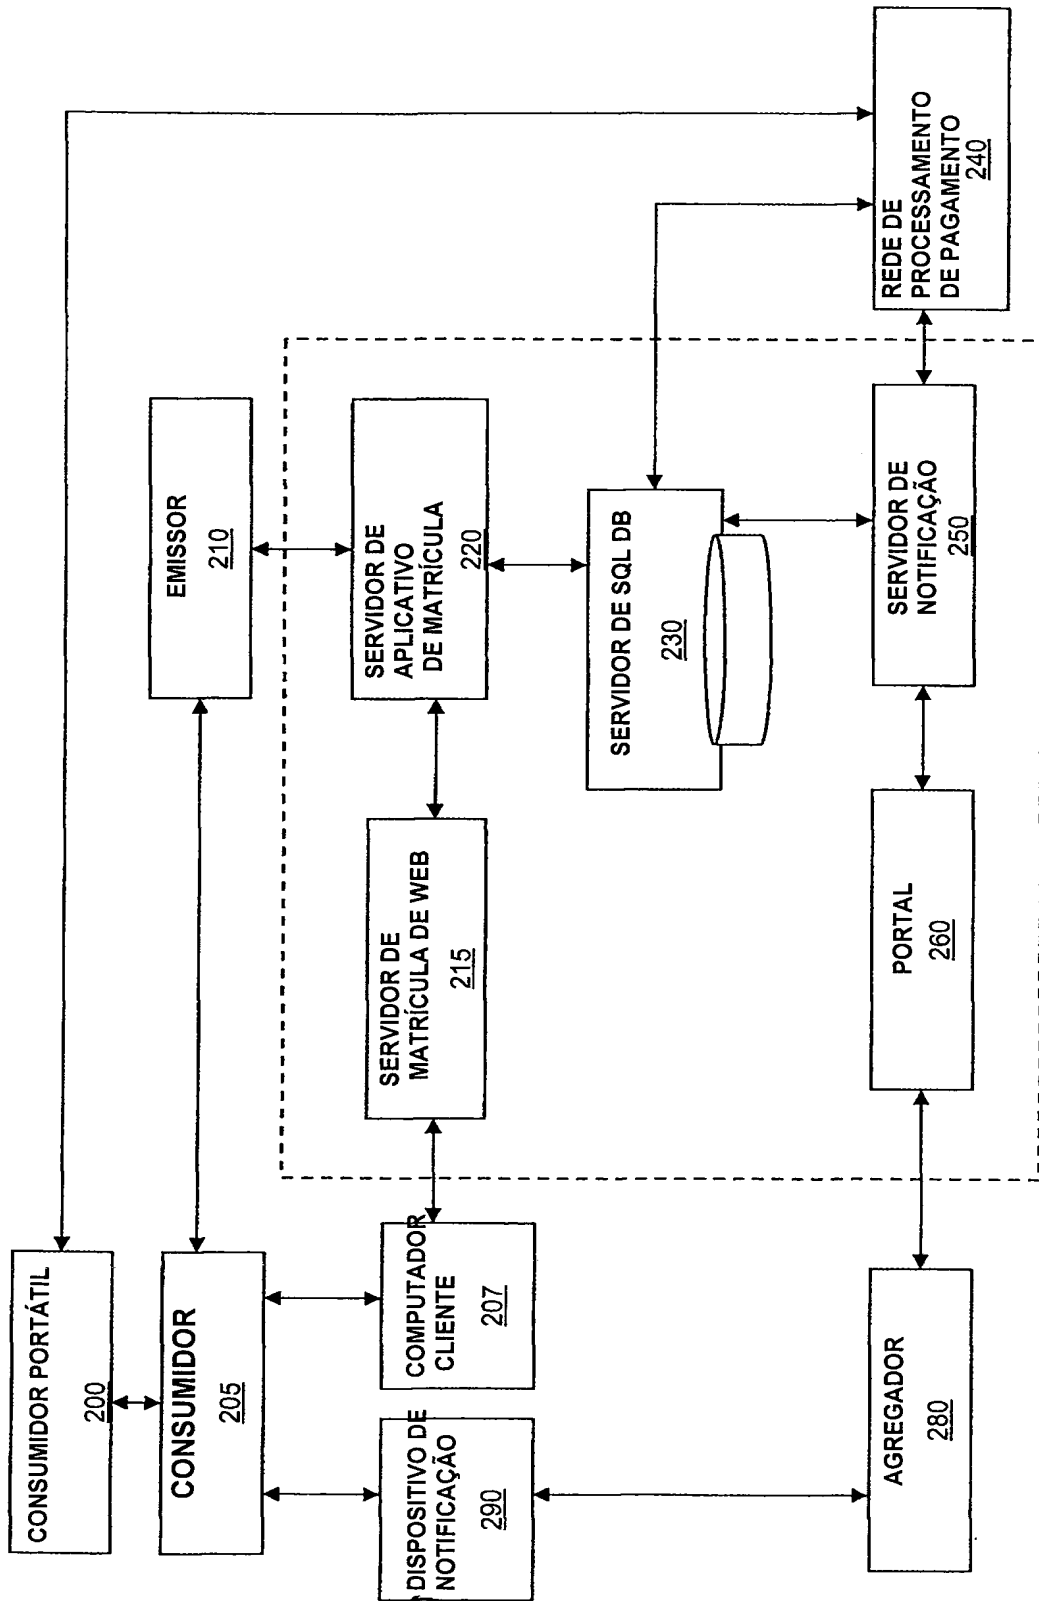 CONSUMIDOR PORTÁTIL
200
CONSUMIDOR
205
DISPOSITIVO DE
NOTIFICAÇÃO
290
COMPUTADOR
CLIENTE
207
AGREGADOR
280
EMISSOR
210
SERVIDOR DE
MATRÍCULA DE WEB
215
SERVIDOR DE
APLICATIVO
DE MATRÍCULA
220
SERVIDOR DE SQL DB
230
PORTAL
260
SERVIDOR DE
NOTIFICAÇÃO
250
REDE DE
PROCESSAMENTO
DE PAGAMENTO
240